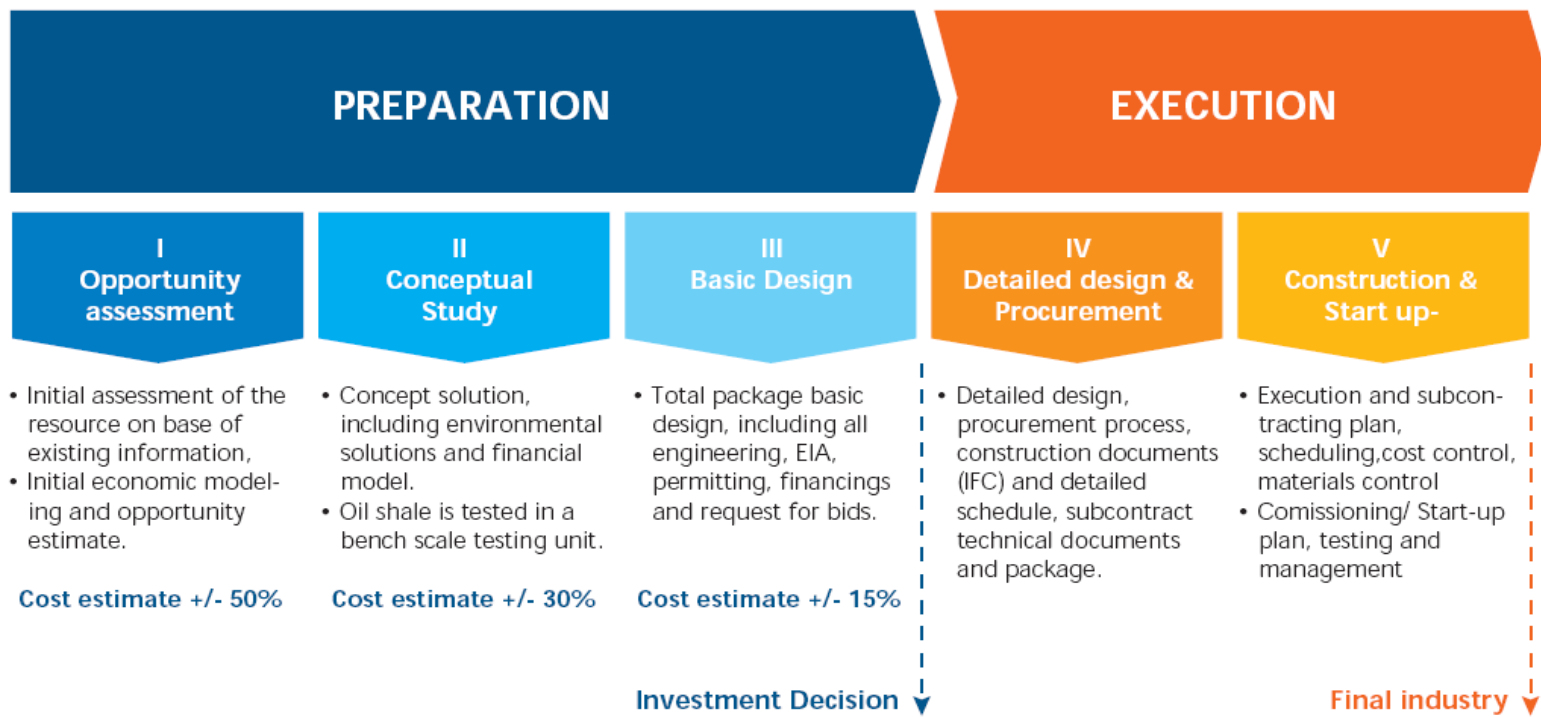 PREPARATION
EXECUTION
I
Opportunity
assessment
II
Conceptual
Study
III
Basic Design
IV
Detailed design &
Procurement
V
Construction &
Start up-
• Initial assessment of the
resource on base of
existing information,
• Initial economic model-
ing and opportunity
estimate.
Cost estimate +/- 50%
• Concept solution,
including environmental
solutions and financial
model.
• Oil shale is tested in a
bench scale testing unit.
Cost estimate +/- 30%
• Total package basic
design, including all
engineering, EIA,
permitting, financings
and request for bids.
Cost estimate +/- 15%
• Detailed design,
procurement process,
construction documents
(IFC) and detailed
schedule, subcontract
technical documents
and package.
• Execution and subcon-
tracting plan,
scheduling,cost control,
materials control
• Comissioning/ Start-up
plan, testing and
management
Investment Decision
Final industry